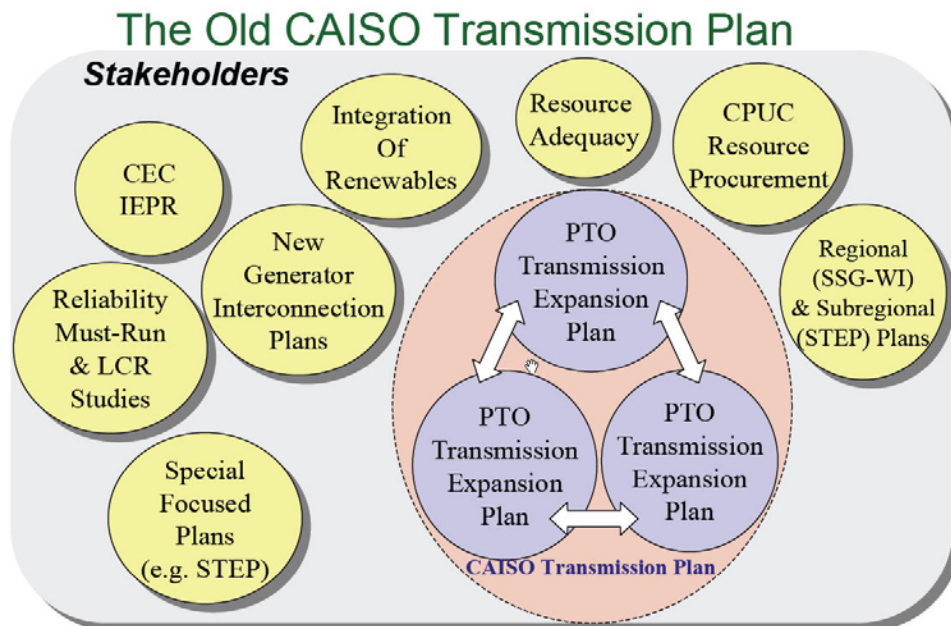 The Old CAISO Transmission Plan
Stakeholders
CEC
IEPR
Integration
Of
Renewables
Resource
Adequacy
CPUC
Resource
Procurement
Reliability
Must-Run
& LCR
Studies
New
Generator
Interconnection
Plans
Regional
(SSG-WI)
& Subregional
(STEP) Plans
Special
Focused
Plans
(e.g. STEP)
PTO
Transmission
Expansion
Plan
PTO
Transmission
Expansion
Plan
PTO
Transmission
Expansion
Plan
CAISO Transmission Plan